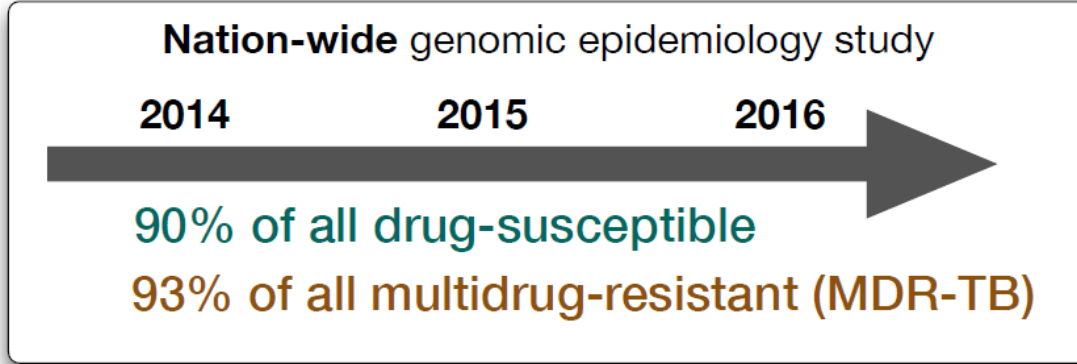 Nation-wide genomic epidemiology study
2014 2015 2016
90% of all drug-susceptible
93% of all multidrug-resistant (MDR-TB)